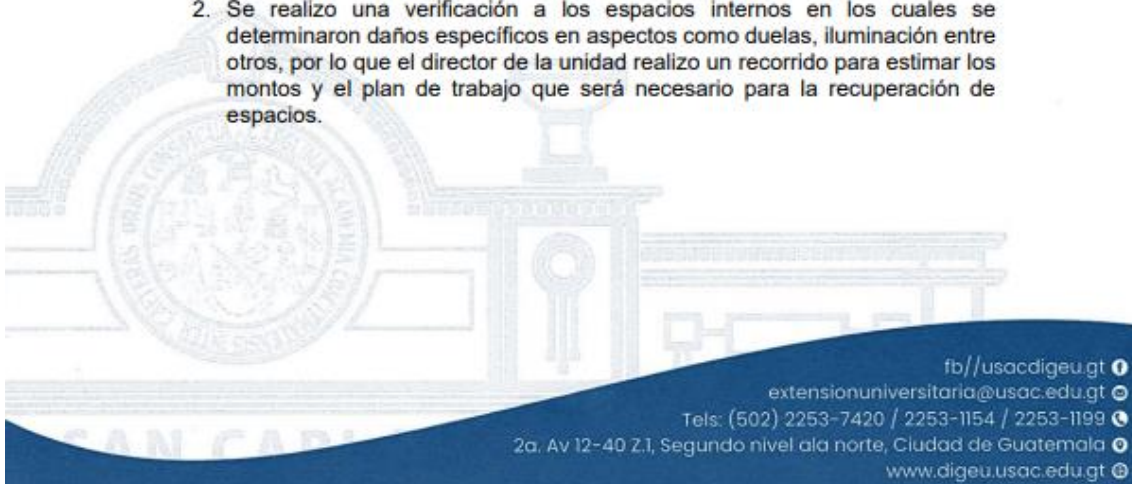 2. Se realizo una verificación a los espacios internos en los cuales se
determinaron daños específicos en aspectos como duelas, iluminación entre
otros, por lo que el director de la unidad realizo un recorrido para estimar los
montos y el plan de trabajo que será necesario para la recuperación de
espacios.
fb//usacdigeu.gt
extensionuniversitaria@usac.edu.gt
Tels: (502) 2253-7420 / 2253-1154 / 2253-1199
2a. Av 12-40 Z.1, Segundo nivel ala norte, Ciudad de Guatemala
www.digeu.usac.edu.gt